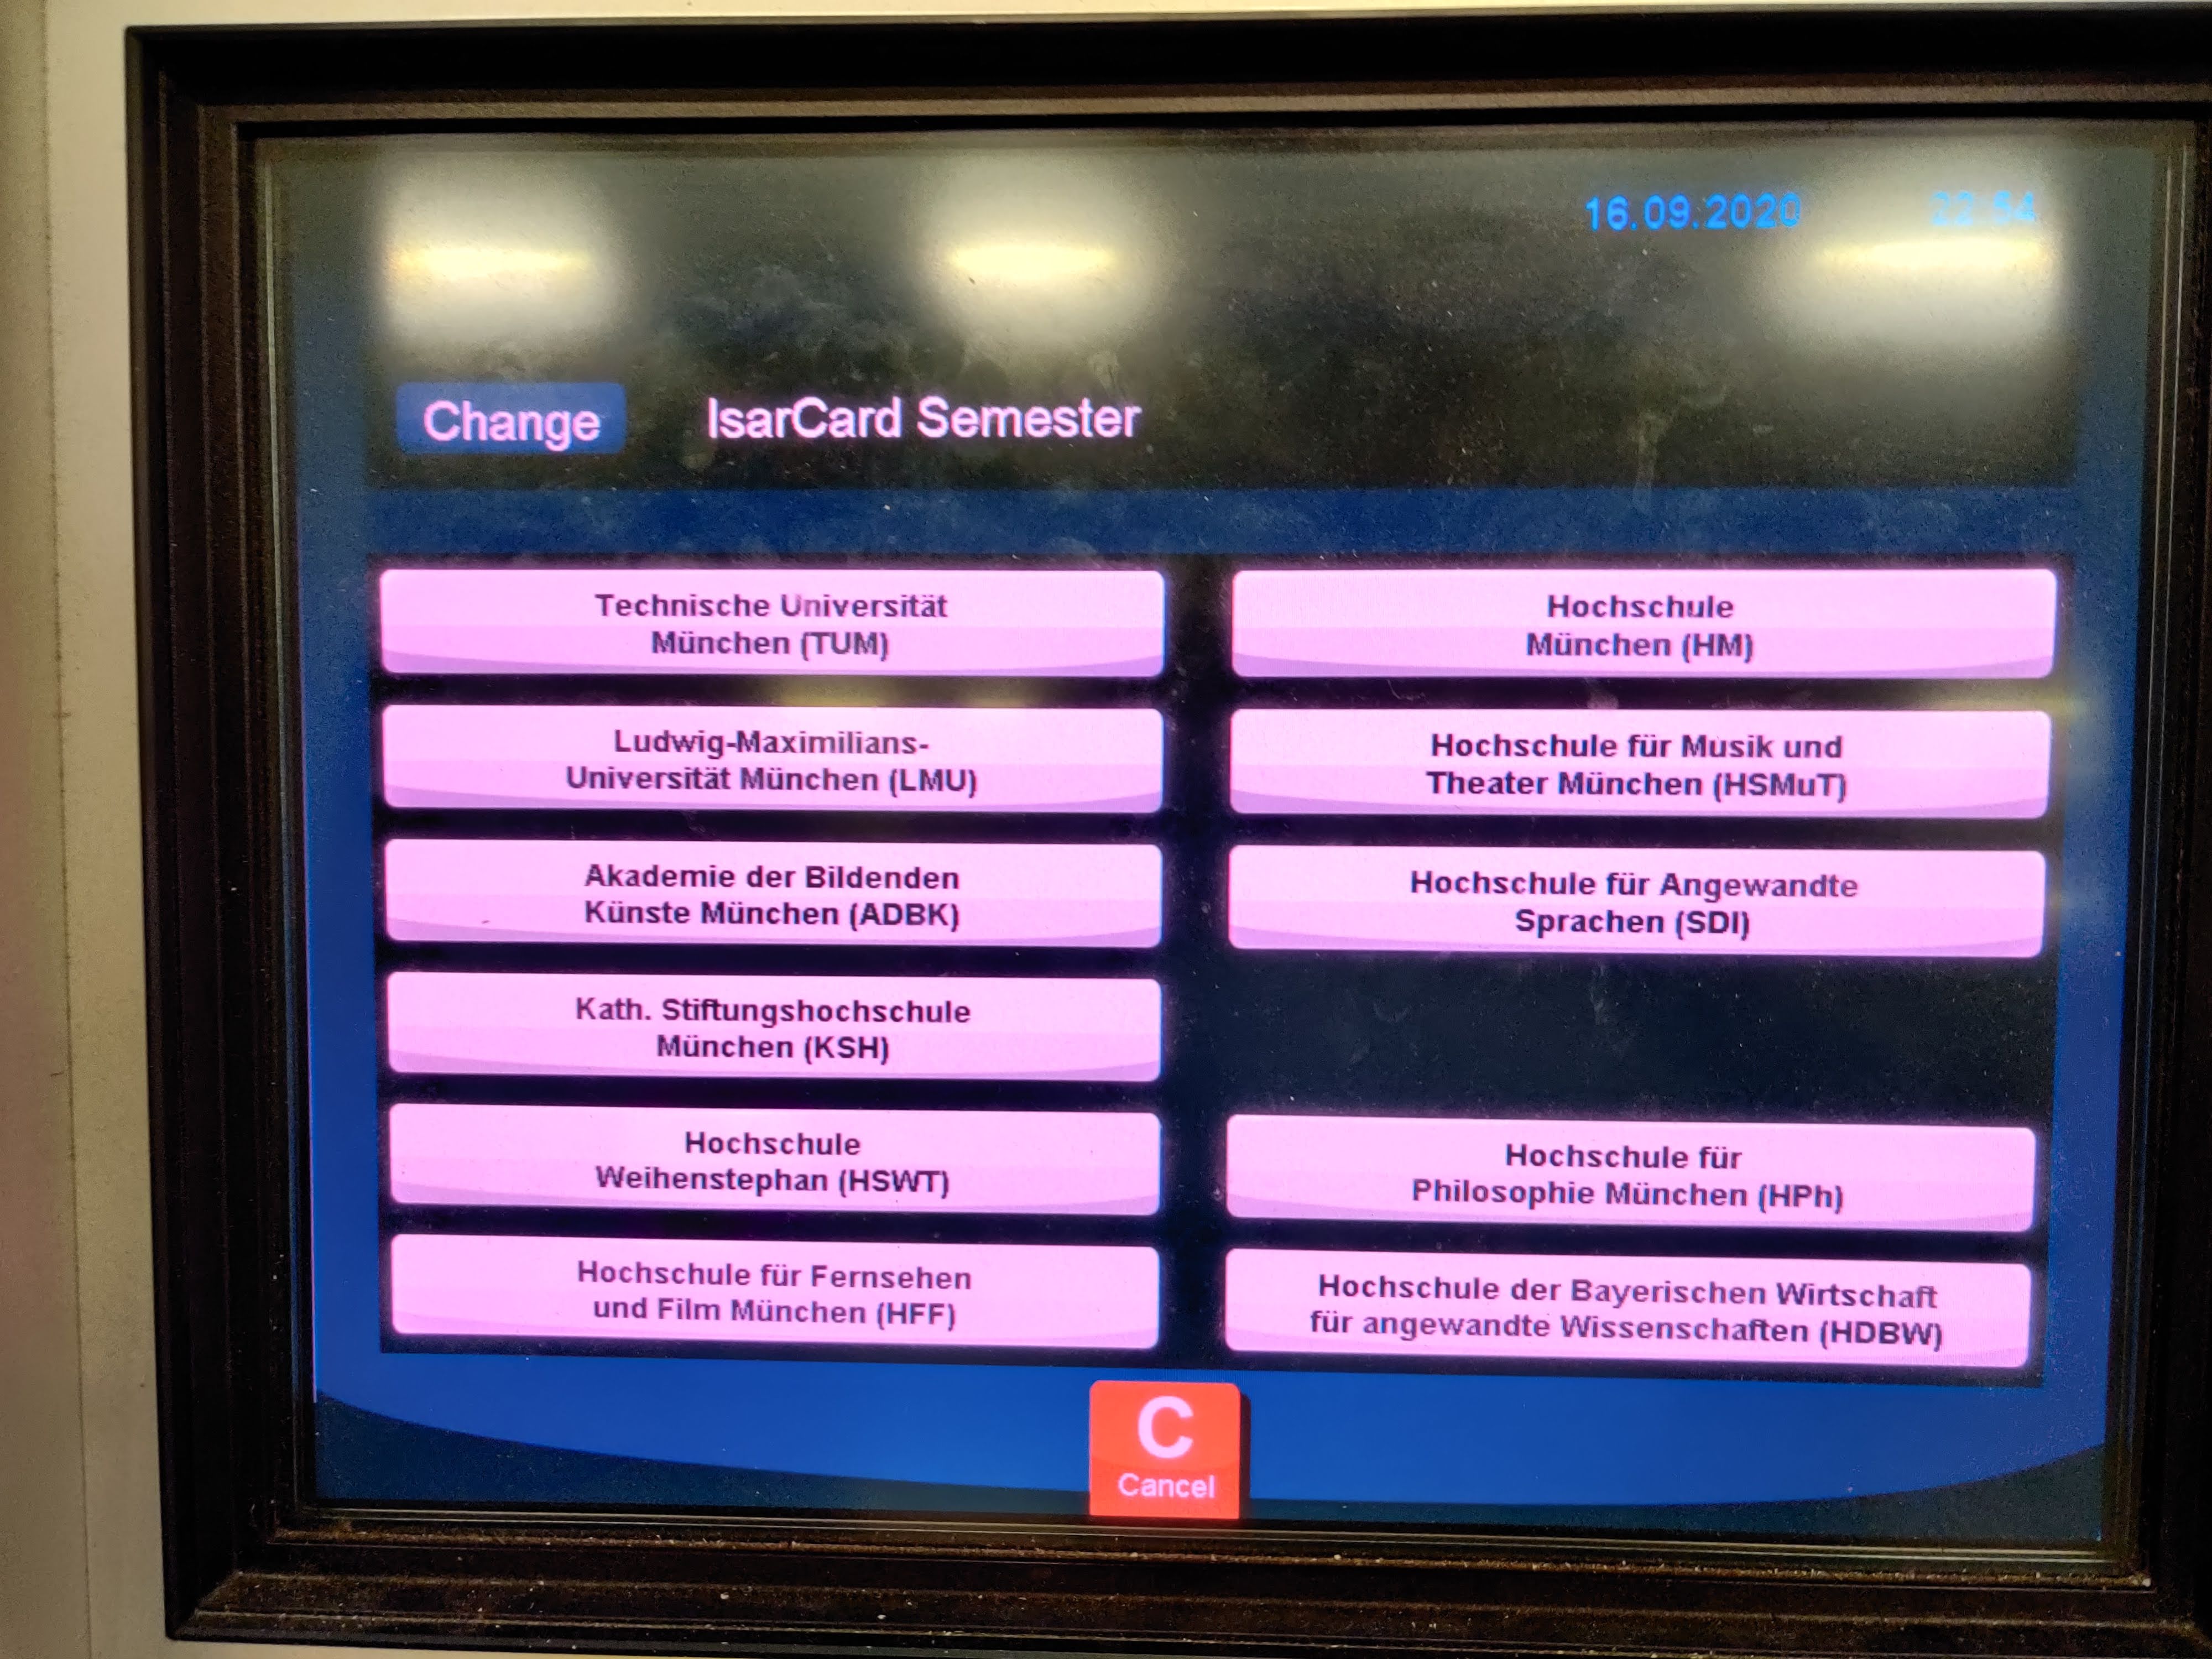 16.09.2020 22:54
Change IsarCard Semester
Technische Universität
München (TUM)
Hochschule
München (HM)
Ludwig-Maximilians-
Universität München (LMU)
Hochschule für Musik und
Theater München (HSMuT)
Akademie der Bildenden
Künste München (ADBK)
Hochschule für Angewandte
Sprachen (SDI)
Kath. Stiftungshochschule
München (KSH)
Hochschule
Weihenstephan (HSWT)
Hochschule für
Philosophie München (HPh)
Hochschule für Fernsehen
und Film München (HFF)
Hochschule der Bayerischen Wirtschaft
für angewandte Wissenschaften (HDBW)
C
Cancel